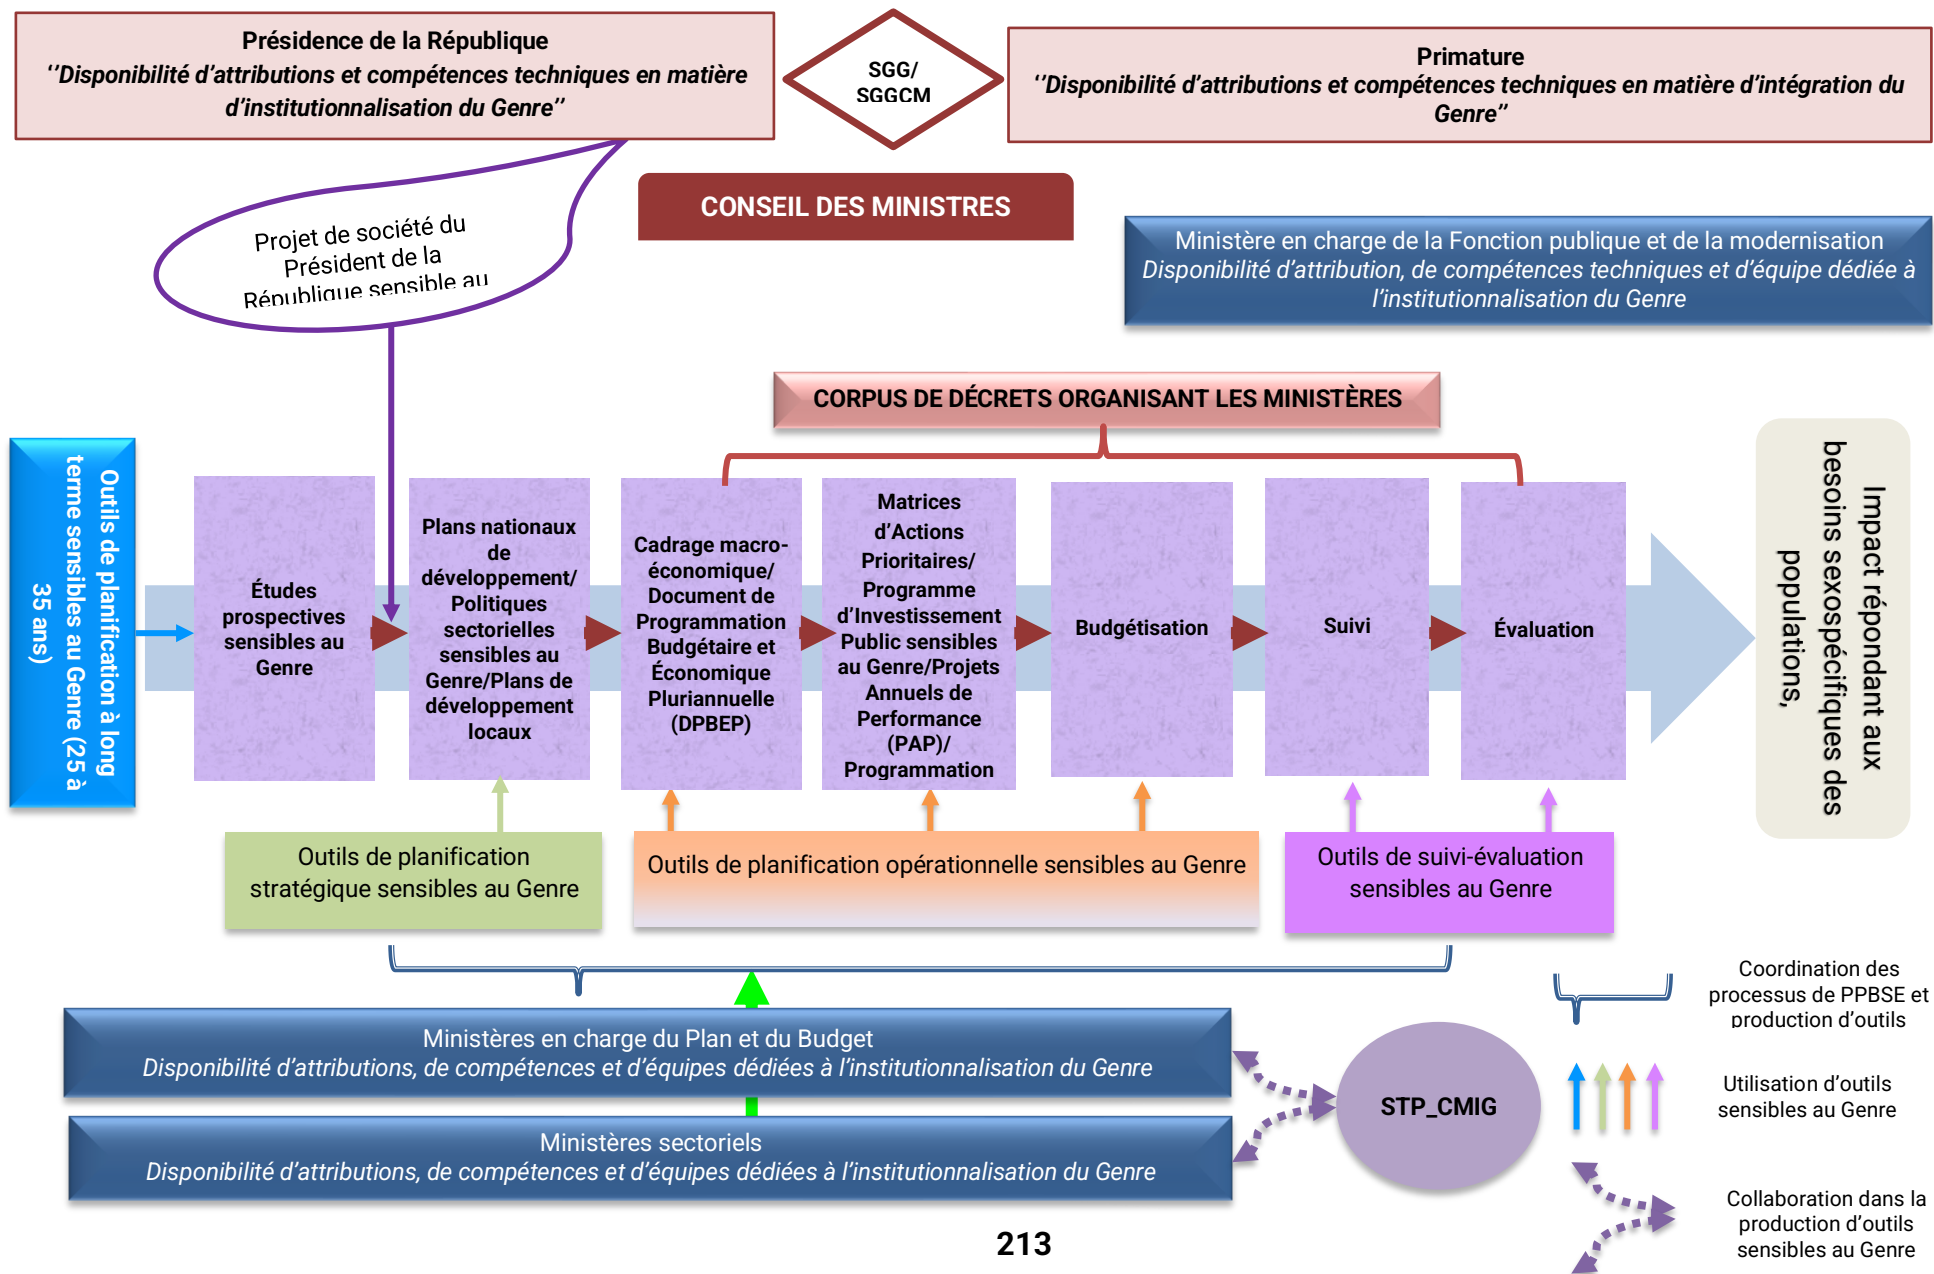 Présidence de la République
‘’Disponibilité d’attributions et compétences techniques en matière
d’institutionnalisation du Genre’’
SGG/
SGGCM
Primature
‘’Disponibilité d’attributions et compétences techniques en matière d’intégration du
Genre’’
CONSEIL DES MINISTRES
Projet de société du
Président de la
République sensible au
Ministère en charge de la Fonction publique et de la modernisation
Disponibilité d’attribution, de compétences techniques et d’équipe dédiée à
l’institutionnalisation du Genre
CORPUS DE DÉCRETS ORGANISANT LES MINISTÈRES
Outils de planification à long
terme sensibles au Genre (25 à
35 ans)
Études
prospectives
sensibles au
Genre
Plans nationaux
de
développement/
Politiques
sectorielles
sensibles au
Genre/Plans de
développement
locaux
Cadrage macro-
économique/
Document de
Programmation
Budgétaire et
Économique
Pluriannuelle
(DPBEP)
Matrices
d’Actions
Prioritaires/
Programme
d’Investissement
Public sensibles
au Genre/Projets
Annuels de
Performance
(PAP)/
Programmation
Budgétisation
Suivi
Évaluation
Impact répondant aux
besoins sexospécifiques des
populations,
Outils de planification
stratégique sensibles au Genre
Outils de planification opérationnelle sensibles au Genre
Outils de suivi-évaluation
sensibles au Genre
Ministères en charge du Plan et du Budget
Disponibilité d’attributions, de compétences et d’équipes dédiées à l’institutionnalisation du Genre
Ministères sectoriels
Disponibilité d’attributions, de compétences et d’équipes dédiées à l’institutionnalisation du Genre
STP_CMIG
Coordination des
processus de PPBSE et
production d’outils
Utilisation d’outils
sensibles au Genre
Collaboration dans la
production d’outils
sensibles au Genre
213